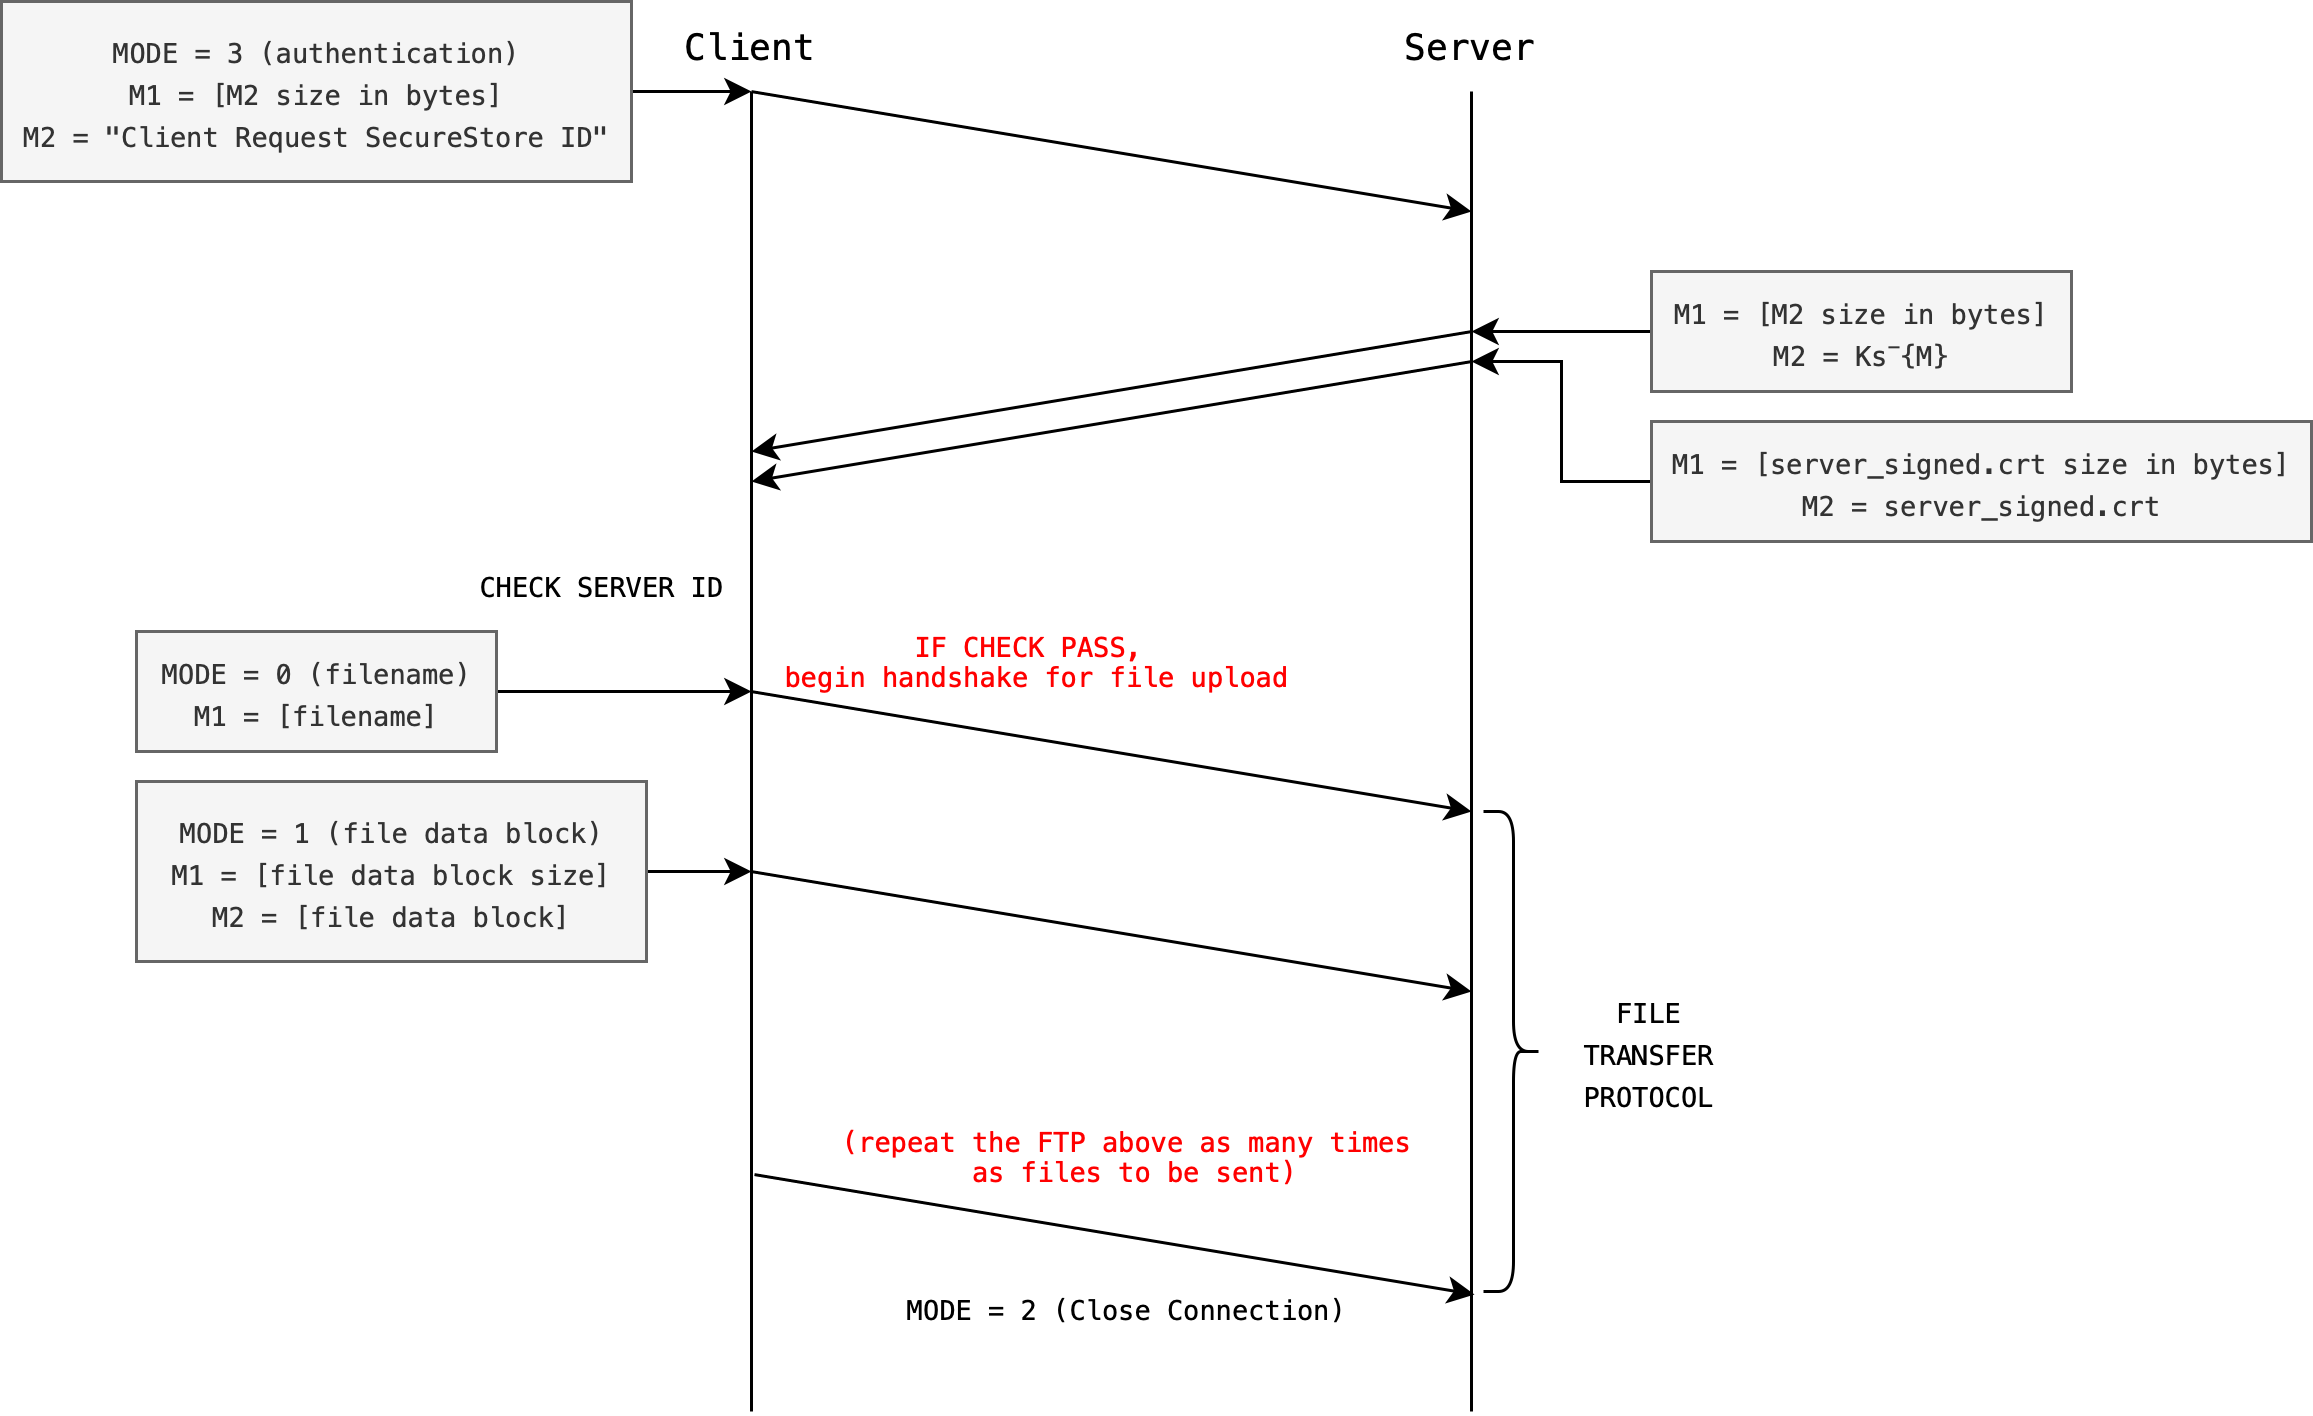 MODE = 3 (authentication)
M1 = [M2 size in bytes]
M2 = "Client Request SecureStore ID"
Client
Server
M1 = [M2 size in bytes]
M2 = Ks⁻{M}
M1 = [server_signed.crt size in bytes]
M2 = server_signed.crt
CHECK SERVER ID
IF CHECK PASS,
begin handshake for file upload
MODE = 0 (filename)
M1 = [filename]
MODE = 1 (file data block)
M1 = [file data block size]
M2 = [file data block]
FILE
TRANSFER
PROTOCOL
(repeat the FTP above as many times
as files to be sent)
MODE = 2 (Close Connection)